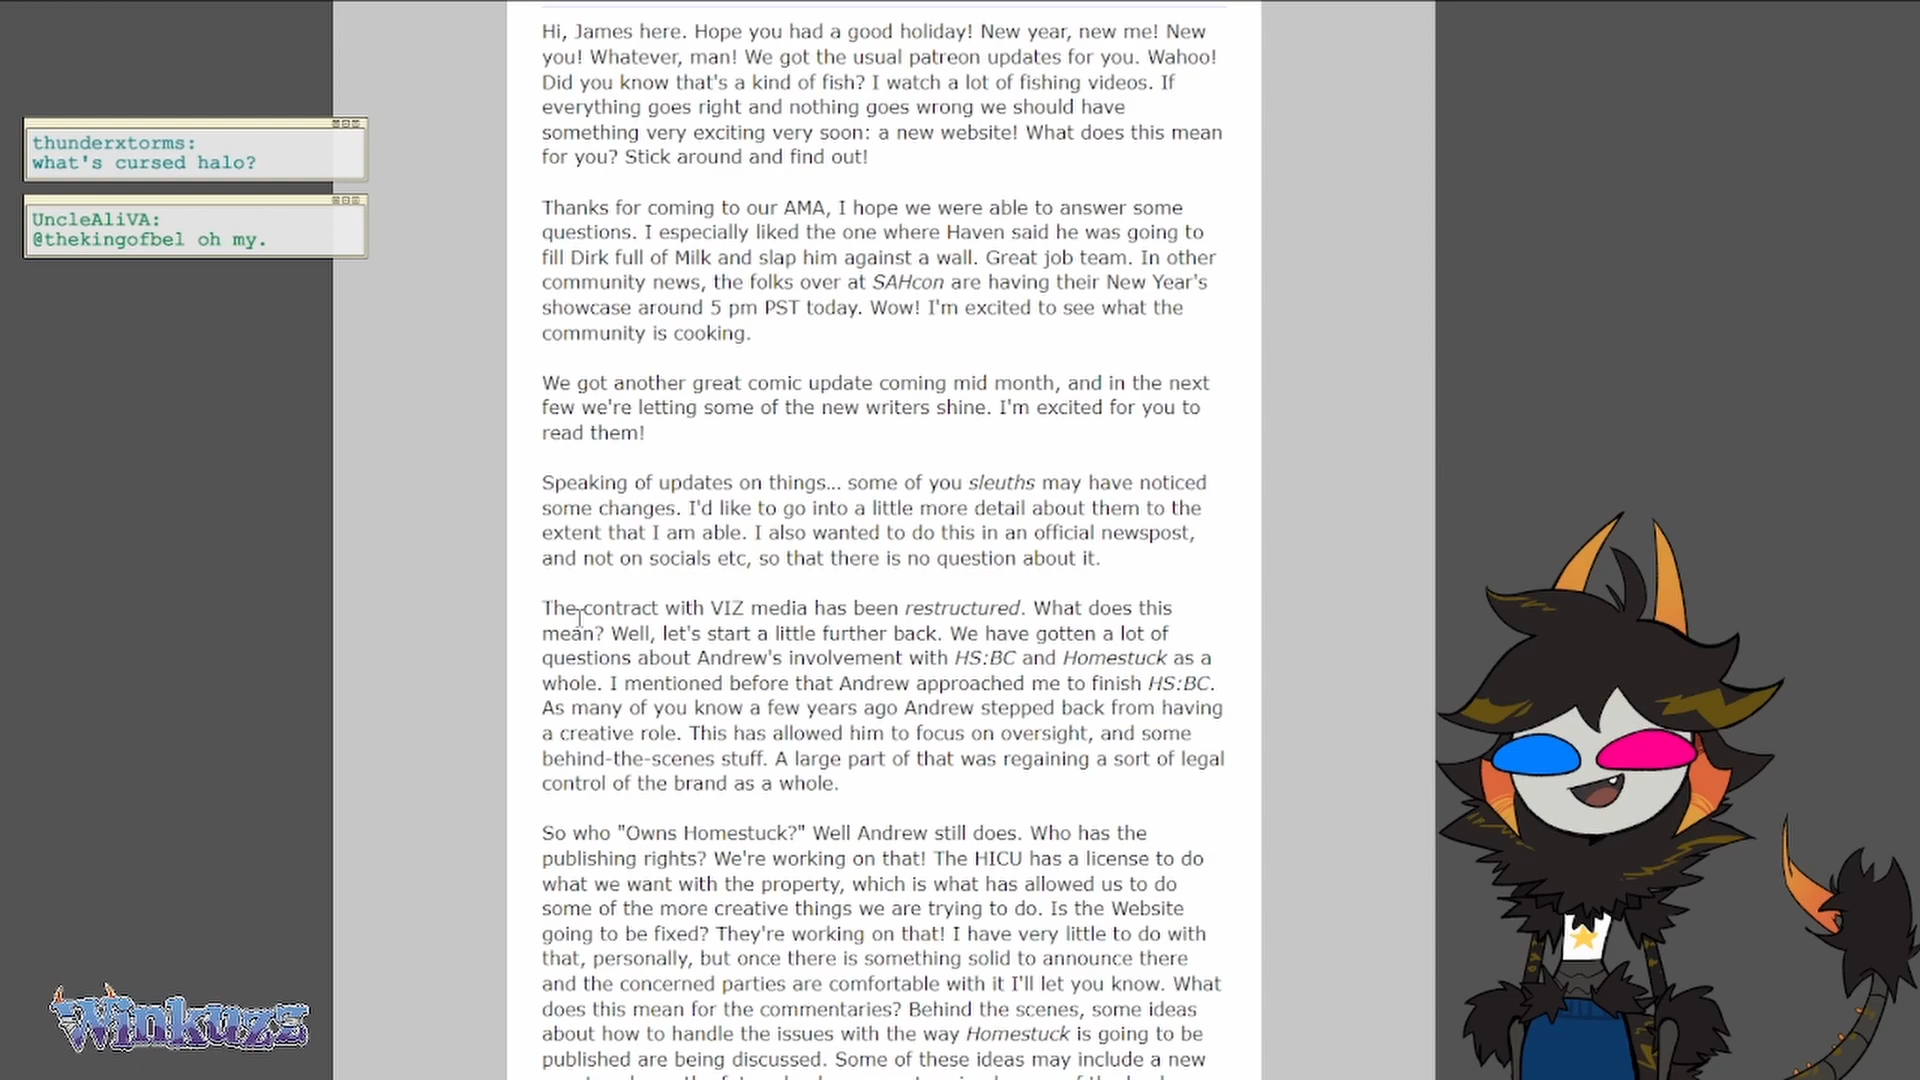 Hi, James here. Hope you had a good holiday! New year, new me! New
you! Whatever, man! We got the usual patreon updates for you. Wahoo!
Did you know that's a kind of fish? I watch a lot of fishing videos. If
everything goes right and nothing goes wrong we should have
something very exciting very soon: a new website! What does this mean
for you? Stick around and find out!
thunderxtorms:
what's cursed halo?
UncleAliVA:
@thekingofbel oh my.
Thanks for coming to our AMA, I hope we were able to answer some
questions. I especially liked the one where Haven said he was going to
fill Dirk full of Milk and slap him against a wall. Great job team. In other
community news, the folks over at SAHcon are having their New Year's
showcase around 5 pm PST today. Wow! I'm excited to see what the
community is cooking.
We got another great comic update coming mid month, and in the next
few we're letting some of the new writers shine. I'm excited for you to
read them!
Speaking of updates on things... some of you sleuths may have noticed
some changes. I'd like to go into a little more detail about them to the
extent that I am able. I also wanted to do this in an official newspost,
and not on socials etc, so that there is no question about it.
The contract with VIZ media has been restructured. What does this
mean? Well, let's start a little further back. We have gotten a lot of
questions about Andrew's involvement with HS:BC and Homestuck as a
whole. I mentioned before that Andrew approached me to finish HS:BC.
As many of you know a few years ago Andrew stepped back from having
a creative role. This has allowed him to focus on oversight, and some
behind-the-scenes stuff. A large part of that was regaining a sort of legal
control of the brand as a whole.
So who "Owns Homestuck?" Well Andrew still does. Who has the
publishing rights? We're working on that! The HICU has a license to do
what we want with the property, which is what has allowed us to do
some of the more creative things we are trying to do. Is the Website
going to be fixed? They're working on that! I have very little to do with
that, personally, but once there is something solid to announce there
and the concerned parties are comfortable with it I'll let you know. What
does this mean for the commentaries? Behind the scenes, some ideas
about how to handle the issues with the way Homestuck is going to be
published are being discussed. Some of these ideas may include a new
Winkuzz